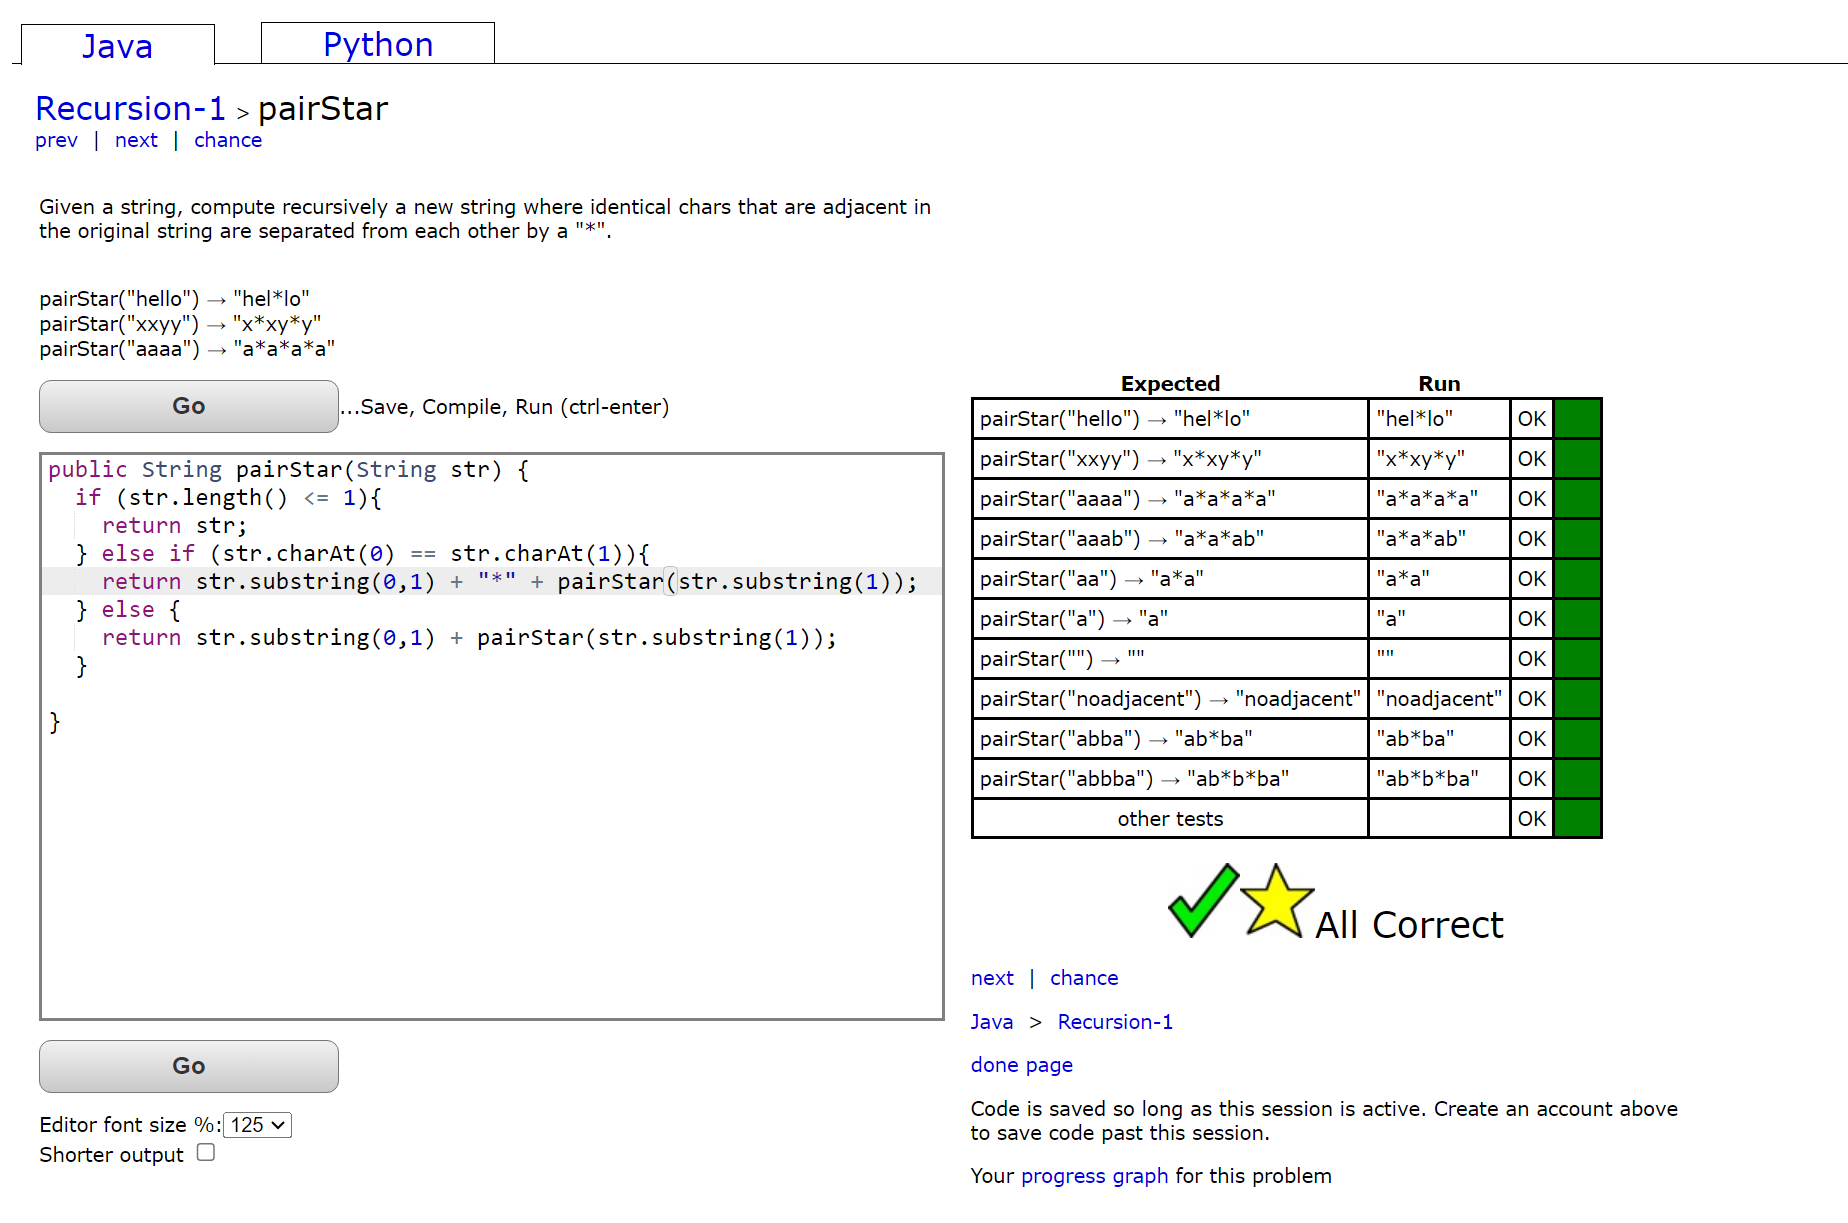 Java
Python
Recursion-1 > pairStar
prev | next | chance
Given a string, compute recursively a new string where identical chars that are adjacent in
the original string are separated from each other by a "*".
pairStar("hello") → "hel*lo"
pairStar("xxyy") → "x*xy*y"
pairStar("aaaa") → "a*a*a*a"
Go
...Save, Compile, Run (ctrl-enter)
public String pairStar(String str) {
  if (str.length() <= 1){
    return str;
  } else if (str.charAt(0) == str.charAt(1)){
    return str.substring(0,1) + "*" + pairStar(str.substring(1));
  } else {
    return str.substring(0,1) + pairStar(str.substring(1));
  }
}
Go
Editor font size %: 125
Shorter output
Expected Run
pairStar("hello") → "hel*lo" "hel*lo" OK
pairStar("xxyy") → "x*xy*y" "x*xy*y" OK
pairStar("aaaa") → "a*a*a*a" "a*a*a*a" OK
pairStar("aaab") → "a*a*ab" "a*a*ab" OK
pairStar("aa") → "a*a" "a*a" OK
pairStar("a") → "a" "a" OK
pairStar("") → "" "" OK
pairStar("noadjacent") → "noadjacent" "noadjacent" OK
pairStar("abba") → "ab*ba" "ab*ba" OK
pairStar("abbba") → "ab*b*ba" "ab*b*ba" OK
other tests OK
All Correct
next | chance
Java > Recursion-1
done page
Code is saved so long as this session is active. Create an account above
to save code past this session.
Your progress graph for this problem